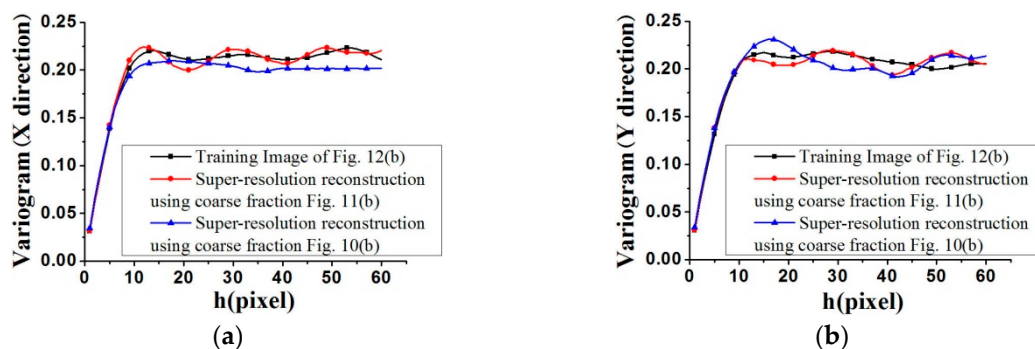 0.25
0.20
0.15
0.10
0.05
0.00
Variogram (X direction)
Training Image of Fig. 12(b)
Super-resolution reconstruction
using coarse fraction Fig. 11(b)
Super-resolution reconstruction
using coarse fraction Fig. 10(b)
0 10 20 30 40 50 60
h(pixel)
(a)
0.25
0.20
0.15
0.10
0.05
0.00
Variogram (Y direction)
Training Image of Fig. 12(b)
Super-resolution reconstruction
using coarse fraction Fig. 11(b)
Super-resolution reconstruction
using coarse fraction Fig. 10(b)
0 10 20 30 40 50 60
h(pixel)
(b)